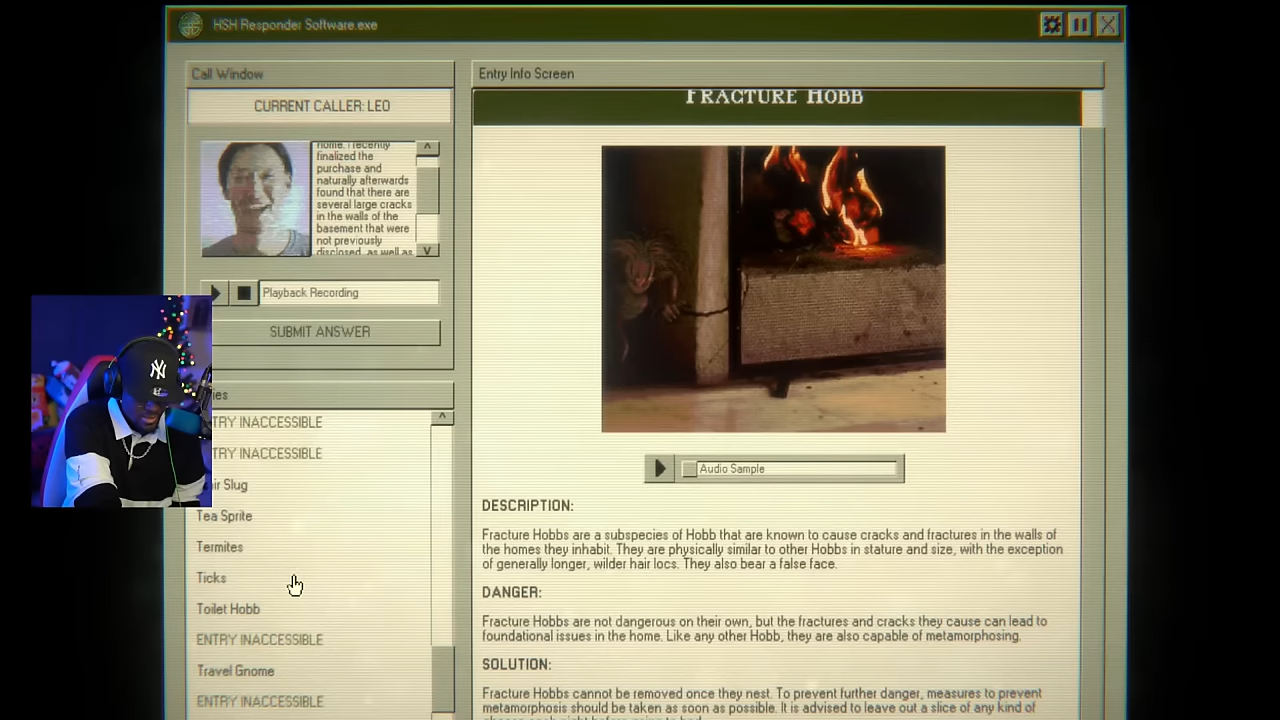 HSH Responder Software.exe
Call Window
CURRENT CALLER: LEO
home. I recently
finalized the
purchase and
naturally afterwards
found that there are
several large cracks
in the walls of the
basement that were
not previously
disclosed, as well as
Playback Recording
SUBMIT ANSWER
ENTRY INACCESSIBLE
ENTRY INACCESSIBLE
Slug
Tea Sprite
Termites
Ticks
Toilet Hobb
ENTRY INACCESSIBLE
Travel Gnome
ENTRY INACCESSIBLE
Entry Info Screen
FRACTURE HOBB
Audio Sample
DESCRIPTION:
Fracture Hobbs are a subspecies of Hobb that are known to cause cracks and fractures in the walls of
the homes they inhabit. They are physically similar to other Hobbs in stature and size, with the exception
of generally longer, wilder hair locs. They also bear a false face.
DANGER:
Fracture Hobbs are not dangerous on their own, but the fractures and cracks they cause can lead to
foundational issues in the home. Like any other Hobb, they are also capable of metamorphosing.
SOLUTION:
Fracture Hobbs cannot be removed once they nest. To prevent further danger, measures to prevent
metamorphosis should be taken as soon as possible. It is advised to leave out a slice of any kind of
NY